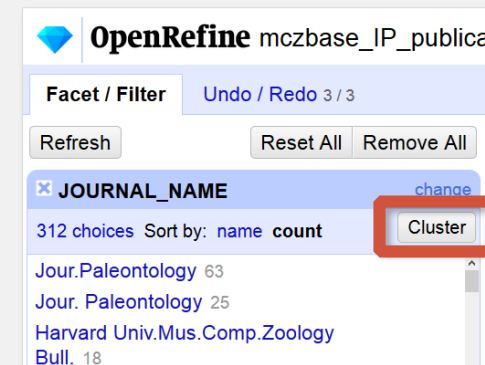 OpenRefine mczbase_IP_publica
Facet / Filter Undo / Redo 3 / 3
Refresh Reset All Remove All
JOURNAL_NAME change
312 choices Sort by: name count Cluster
Jour.Paleontology 63
Jour. Paleontology 25
Harvard Univ.Mus.Comp.Zoology
Bull. 18